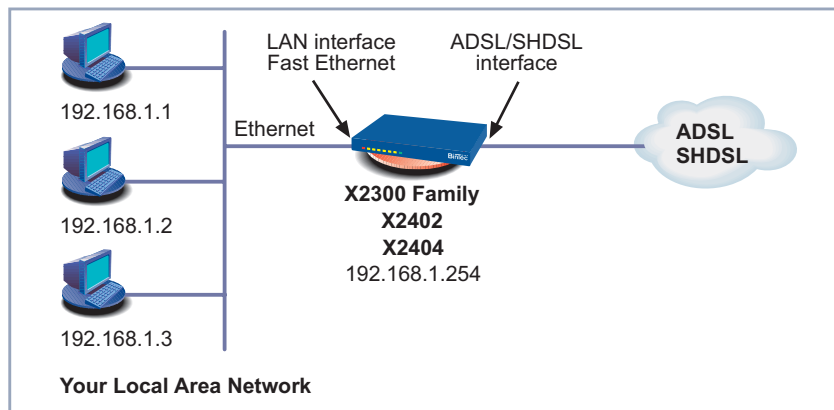 LAN interface
Fast Ethernet
ADSL/SHDSL
interface
192.168.1.1
Ethernet
BinTec
ADSL
SHDSL
X2300 Family
X2402
X2404
192.168.1.254
192.168.1.2
192.168.1.3
Your Local Area Network